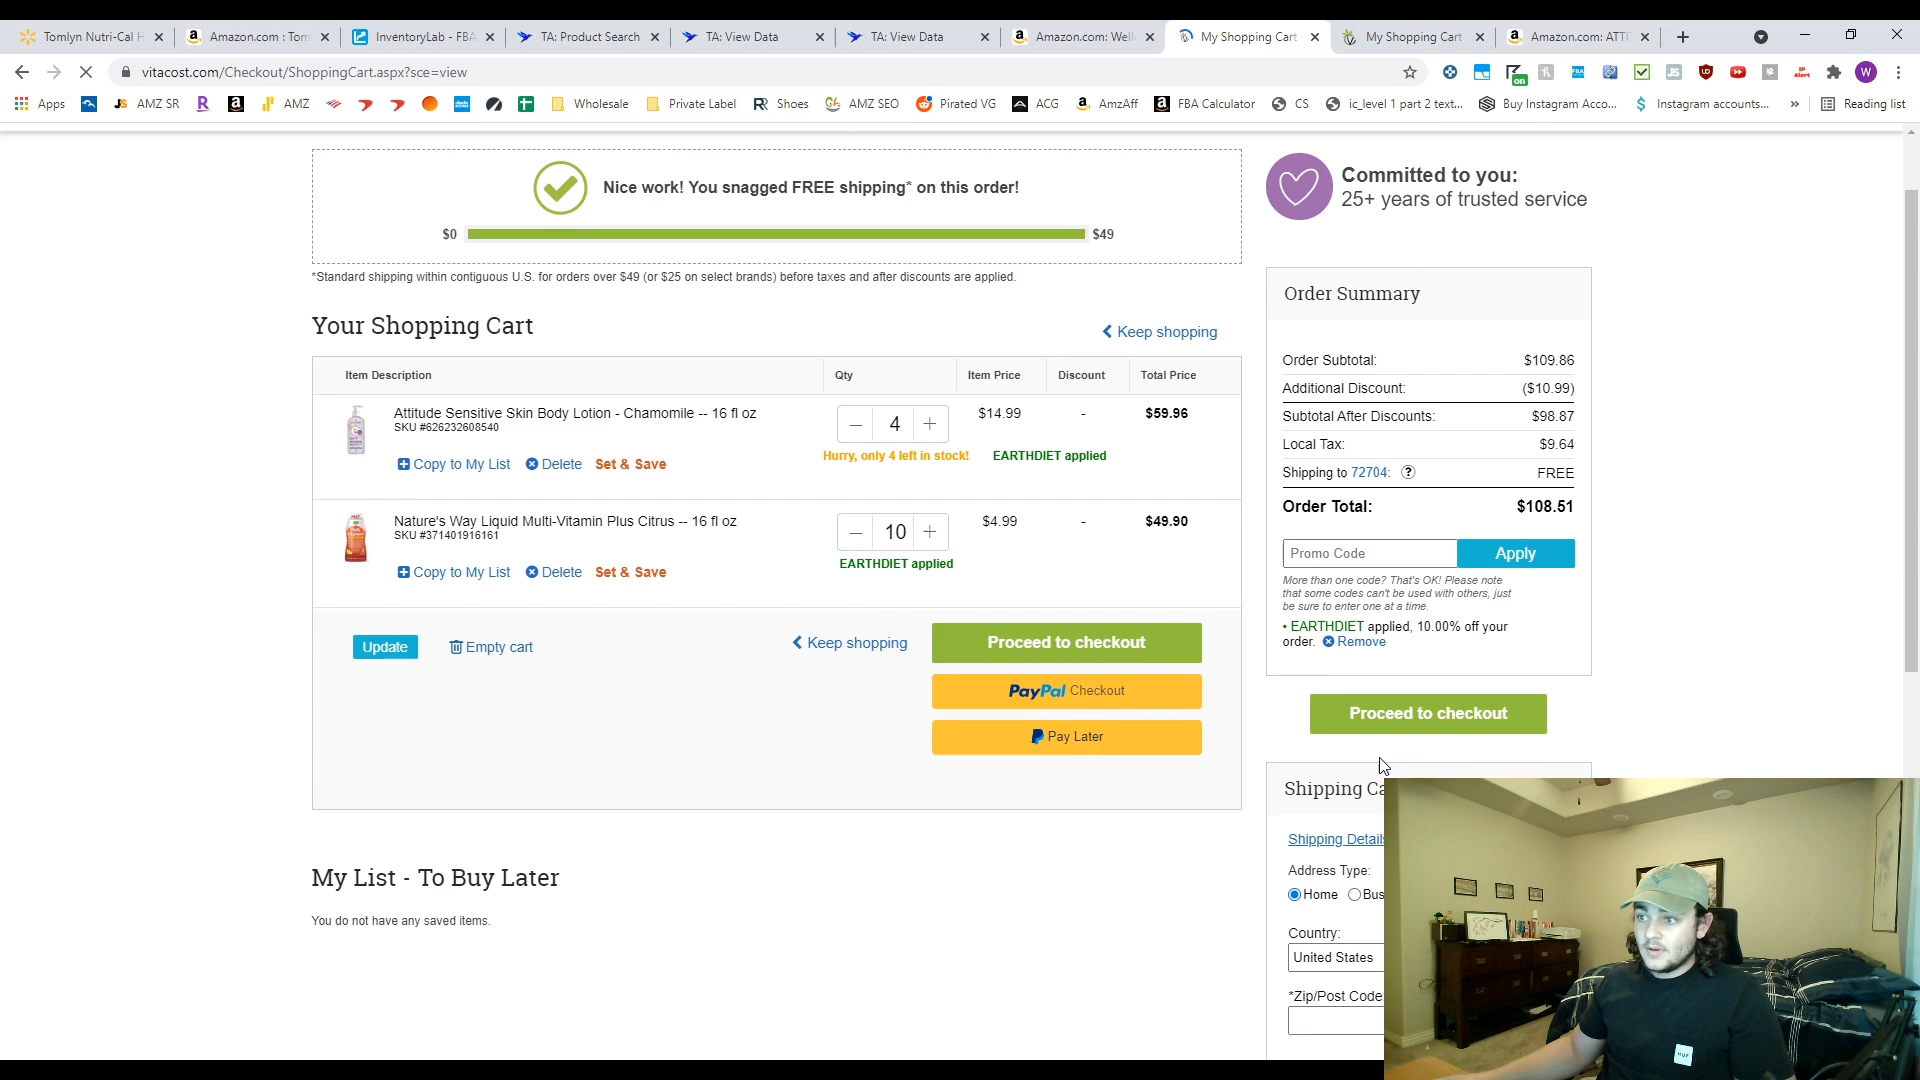 Tomlyn Nutri-Cal H
Amazon.com : Tom
InventoryLab - FBA
TA: Product Search
TA: View Data
TA: View Data
Amazon.com: Well
My Shopping Cart
My Shopping Cart
Amazon.com: ATTI
vitacost.com/Checkout/ShoppingCart.aspx?sce=view
Apps
AMZ SR
AMZ
Wholesale
Private Label
Shoes
AMZ SEO
Pirated VG
ACG
AmzAff
FBA Calculator
CS
ic_level 1 part 2 text...
Buy Instagram Acco...
Instagram accounts...
Reading list
Nice work! You snagged FREE shipping* on this order!
$0
$49
*Standard shipping within contiguous U.S. for orders over $49 (or $25 on select brands) before taxes and after discounts are applied.
Committed to you:
25+ years of trusted service
Your Shopping Cart
Keep shopping
Item Description
Qty
Item Price
Discount
Total Price
Attitude Sensitive Skin Body Lotion - Chamomile -- 16 fl oz
SKU #626232608540
4
$14.99
-
$59.96
Hurry, only 4 left in stock!
EARTHDIET applied
Copy to My List
Delete
Set & Save
Nature's Way Liquid Multi-Vitamin Plus Citrus -- 16 fl oz
SKU #371401916161
10
$4.99
-
$49.90
EARTHDIET applied
Copy to My List
Delete
Set & Save
Update
Empty cart
Keep shopping
Proceed to checkout
PayPal Checkout
Pay Later
My List - To Buy Later
You do not have any saved items.
Order Summary
Order Subtotal:
$109.86
Additional Discount:
($10.99)
Subtotal After Discounts:
$98.87
Local Tax:
$9.64
Shipping to 72704:
FREE
Order Total:
$108.51
Promo Code
Apply
More than one code? That's OK! Please note
that some codes can't be used with others, just
be sure to enter one at a time.
• EARTHDIET applied, 10.00% off your
order. Remove
Proceed to checkout
Shipping Ca
Shipping Details
Address Type:
Home
Bus
Country:
United States
*Zip/Post Code
HUF